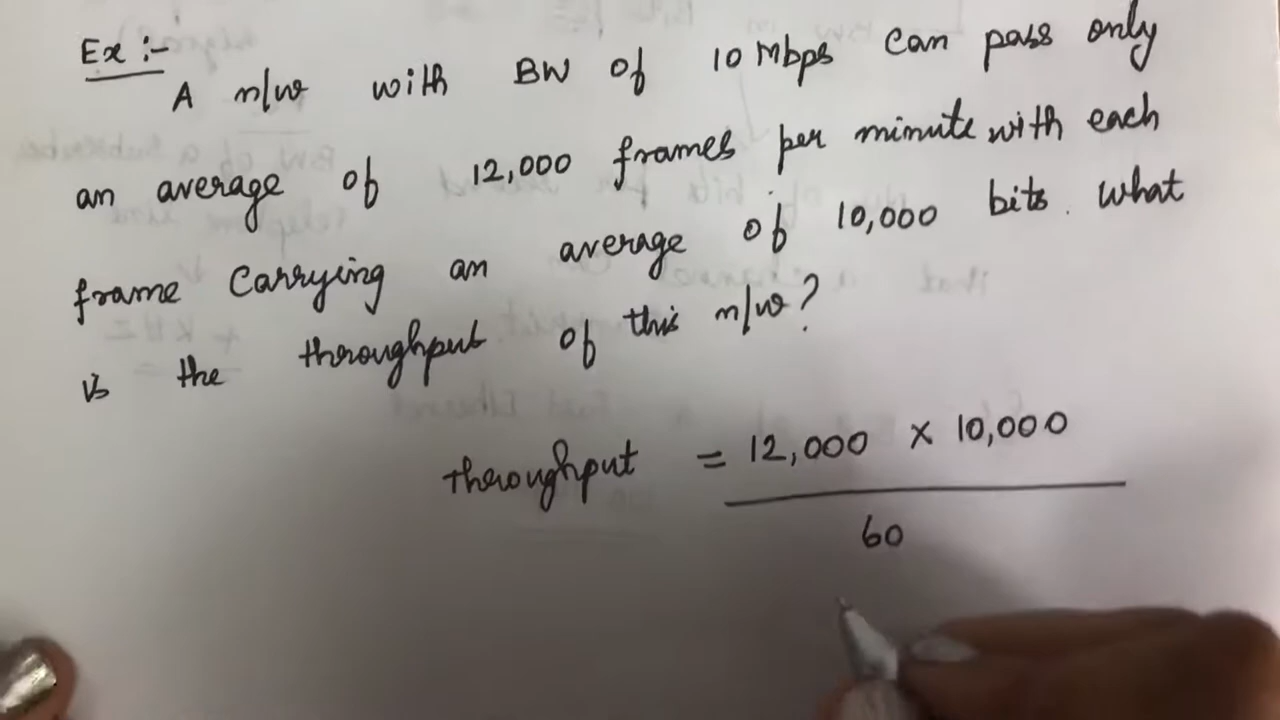 Ex :-
A n/w with BW of 10 Mbps can pass only
an average of 12,000 frames per minute with each
frame carrying an average of 10,000 bits. what
is the throughput of this n/w?
throughput = 12,000 x 10,000
60